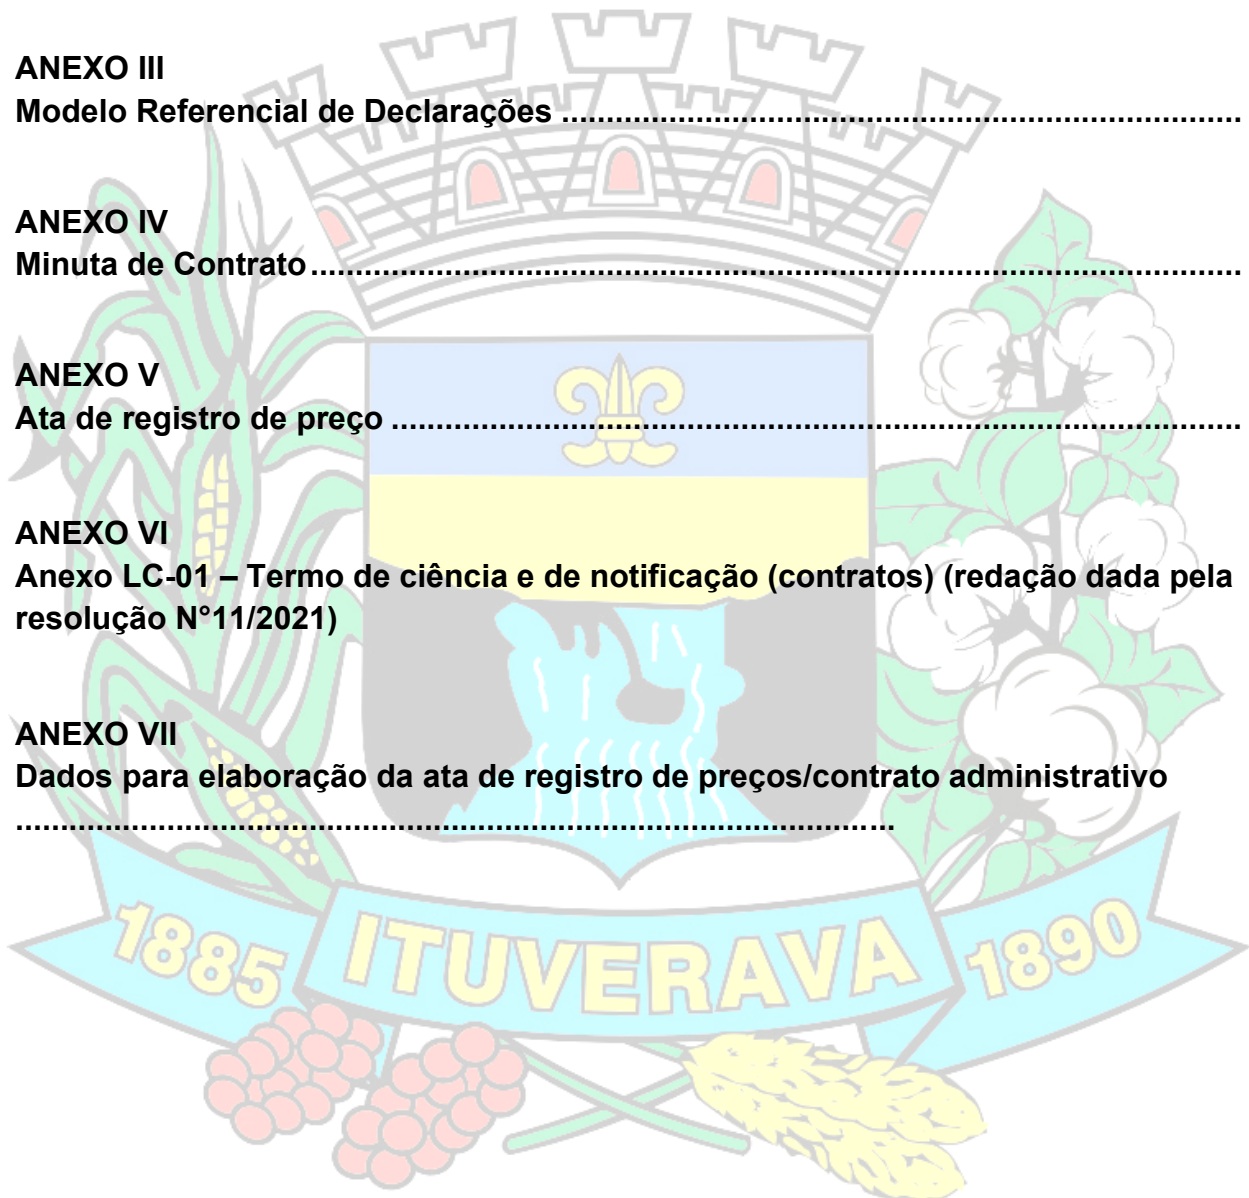 ANEXO III
Modelo Referencial de Declarações ............................................................................
ANEXO IV
Minuta de Contrato........................................................................................................
ANEXO V
Ata de registro de preço ...............................................................................................
ANEXO VI
Anexo LC-01 – Termo de ciência e de notificação (contratos) (redação dada pela
resolução N°11/2021)
ANEXO VII
Dados para elaboração da ata de registro de preços/contrato administrativo
...................................................................................................
1885 ITUVERAVA 1890